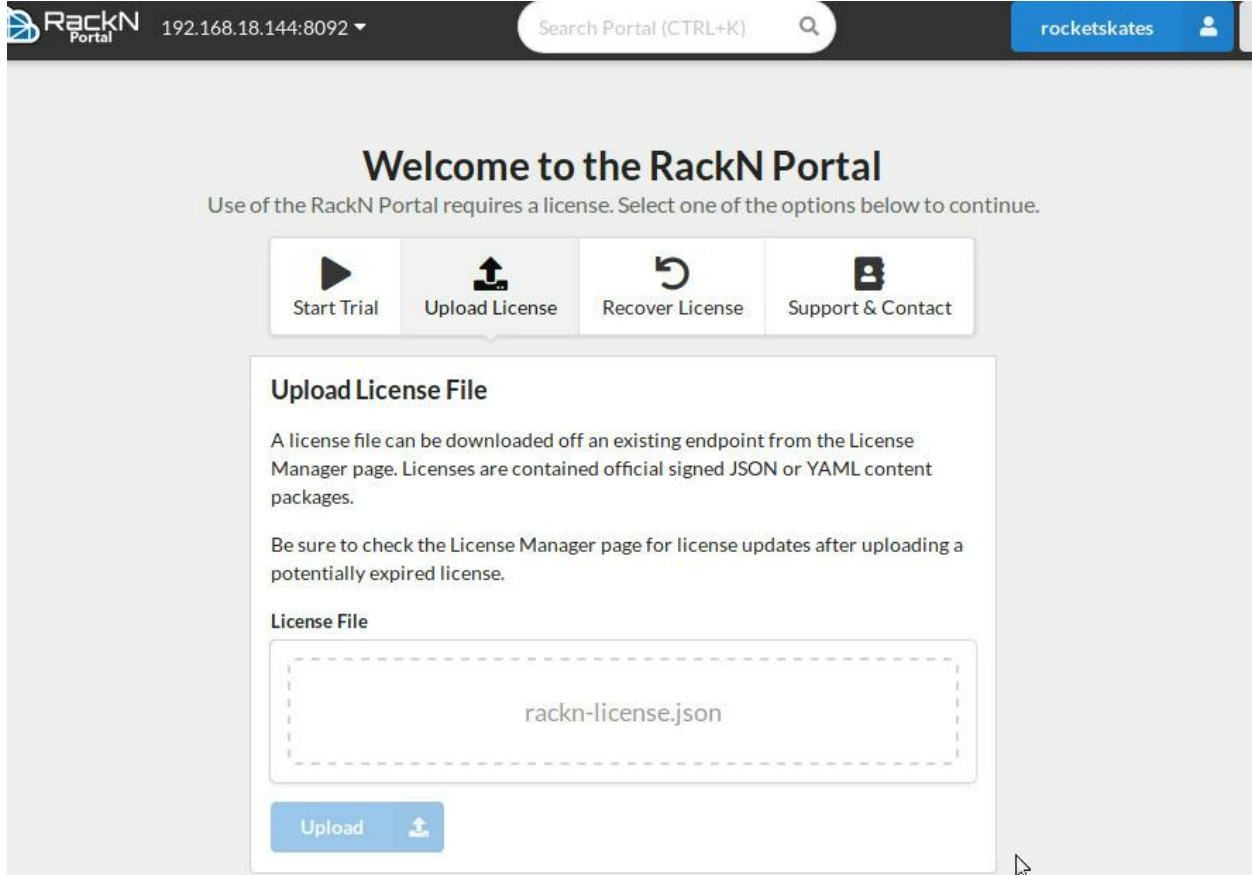 RackN
Portal
192.168.18.144:8092
Search Portal (CTRL+K)
rocketskates
Welcome to the RackN Portal
Use of the RackN Portal requires a license. Select one of the options below to continue.
Start Trial
Upload License
Recover License
Support & Contact
Upload License File
A license file can be downloaded off an existing endpoint from the License
Manager page. Licenses are contained official signed JSON or YAML content
packages.
Be sure to check the License Manager page for license updates after uploading a
potentially expired license.
License File
rackn-license.json
Upload